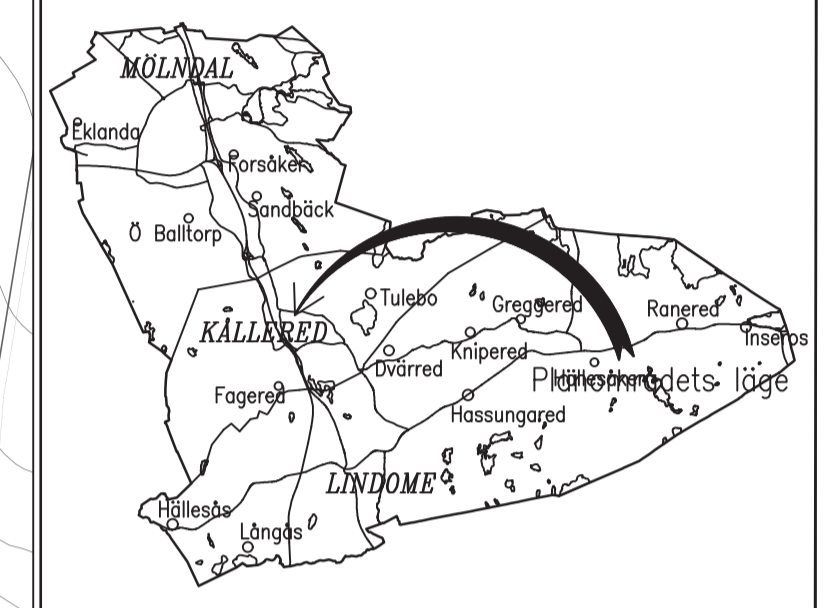 MÖLNDAL
Eklanda
Forsåker
Sandbäck
Ö Balltorp
Tulebo
Greggered
Ranered
Inseros
KÅLLERED
Knipered
Dvärred
Hällesåker
Planområdets läge
Fagered
Hassungared
LINDOME
Hällesås
Långås